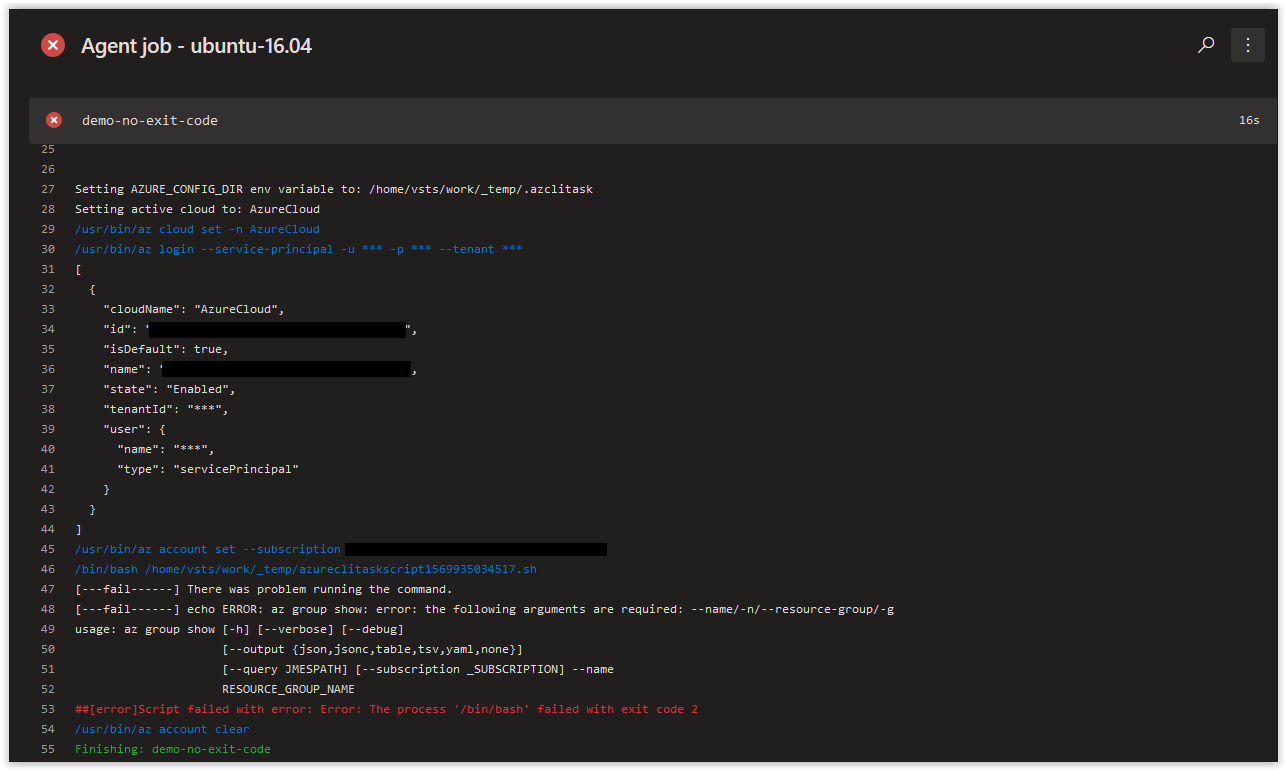 Agent job - ubuntu-16.04
demo-no-exit-code 16s
25
26
27 Setting AZURE_CONFIG_DIR env variable to: /home/vsts/work/_temp/.azclitask
28 Setting active cloud to: AzureCloud
29 /usr/bin/az cloud set -n AzureCloud
30 /usr/bin/az login --service-principal -u *** -p *** --tenant ***
31 [
32   {
33     "cloudName": "AzureCloud",
34     "id": "",
35     "isDefault": true,
36     "name": ",
37     "state": "Enabled",
38     "tenantId": "***",
39     "user": {
40       "name": "***",
41       "type": "servicePrincipal"
42     }
43   }
44 ]
45 /usr/bin/az account set --subscription
46 /bin/bash /home/vsts/work/_temp/azureclitaskscript1569935034517.sh
47 [---fail------] There was problem running the command.
48 [---fail------] echo ERROR: az group show: error: the following arguments are required: --name/-n/--resource-group/-g
49 usage: az group show [-h] [--verbose] [--debug]
50                      [--output {json,jsonc,table,tsv,yaml,none}]
51                      [--query JMESPATH] [--subscription _SUBSCRIPTION] --name
52                      RESOURCE_GROUP_NAME
53 ##[error]Script failed with error: Error: The process '/bin/bash' failed with exit code 2
54 /usr/bin/az account clear
55 Finishing: demo-no-exit-code